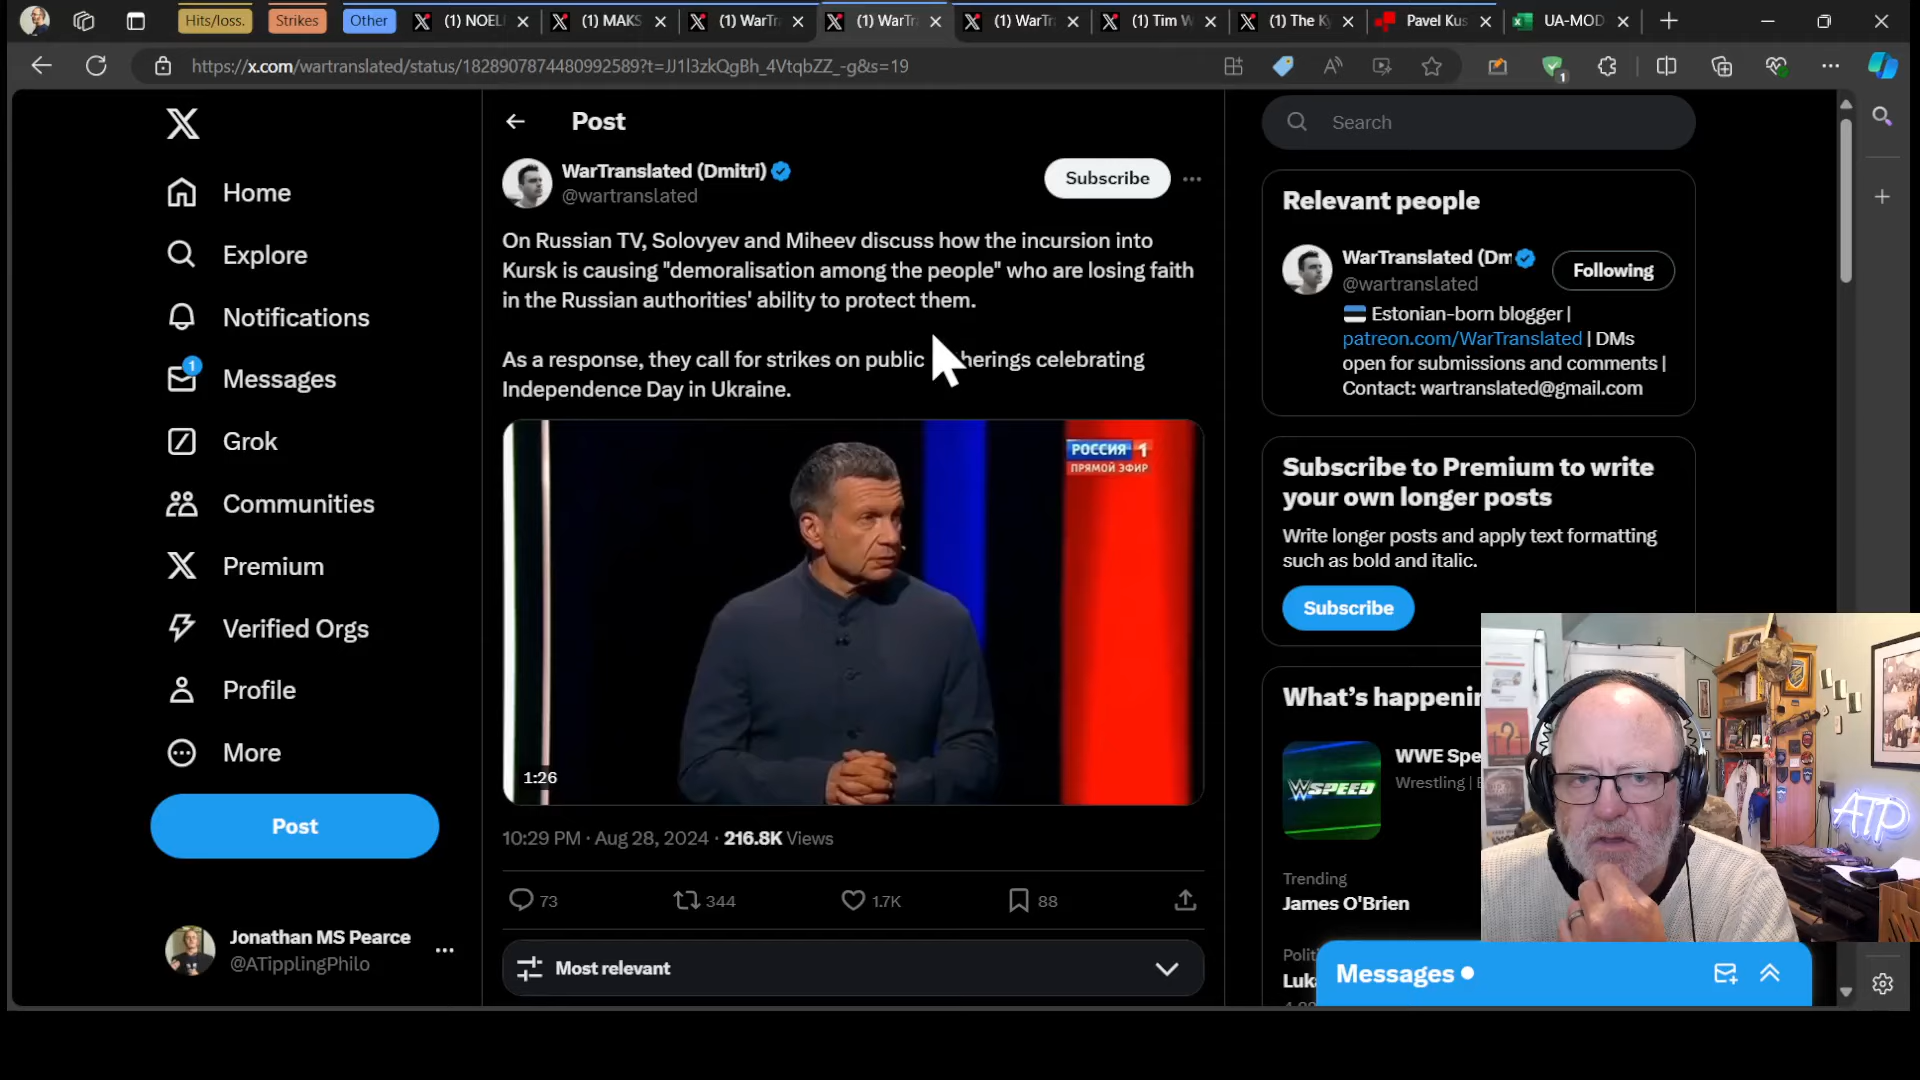 Hits/loss.
Strikes
Other
(1) NOEL
(1) MAKS
(1) WarTr
(1) WarTr
(1) WarTr
(1) Tim W
(1) The Ky
Pavel Kus
UA-MOD
https://x.com/wartranslated/status/1828907874480992589?t=JJ1l3zkQgBh_4VtqbZZ_-g&s=19
1
Home
Explore
Notifications
1
Messages
Grok
Communities
Premium
Verified Orgs
Profile
More
Post
Jonathan MS Pearce
@ATipplingPhilo
Post
WarTranslated (Dmitri)
@wartranslated
Subscribe
On Russian TV, Solovyev and Miheev discuss how the incursion into
Kursk is causing "demoralisation among the people" who are losing faith
in the Russian authorities' ability to protect them.
As a response, they call for strikes on public herings celebrating
Independence Day in Ukraine.
РОССИЯ 1
ПРЯМОЙ ЭФИР
1:26
10:29 PM · Aug 28, 2024 · 216.8K Views
73
344
1.7K
88
Most relevant
Search
Relevant people
WarTranslated (Dm
@wartranslated
Following
Estonian-born blogger |
patreon.com/WarTranslated | DMs
open for submissions and comments |
Contact: wartranslated@gmail.com
Subscribe to Premium to write
your own longer posts
Write longer posts and apply text formatting
such as bold and italic.
Subscribe
What's happenin
WWE Spe
Wrestling |
SPEED
Trending
James O'Brien
Polit
Luka
Messages
ATP